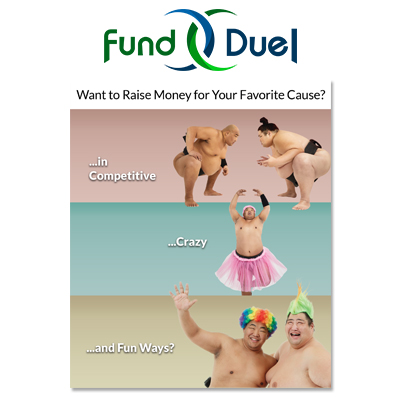 Fund Duel
Want to Raise Money for Your Favorite Cause?
...in
Competitive
...Crazy
...and Fun Ways?